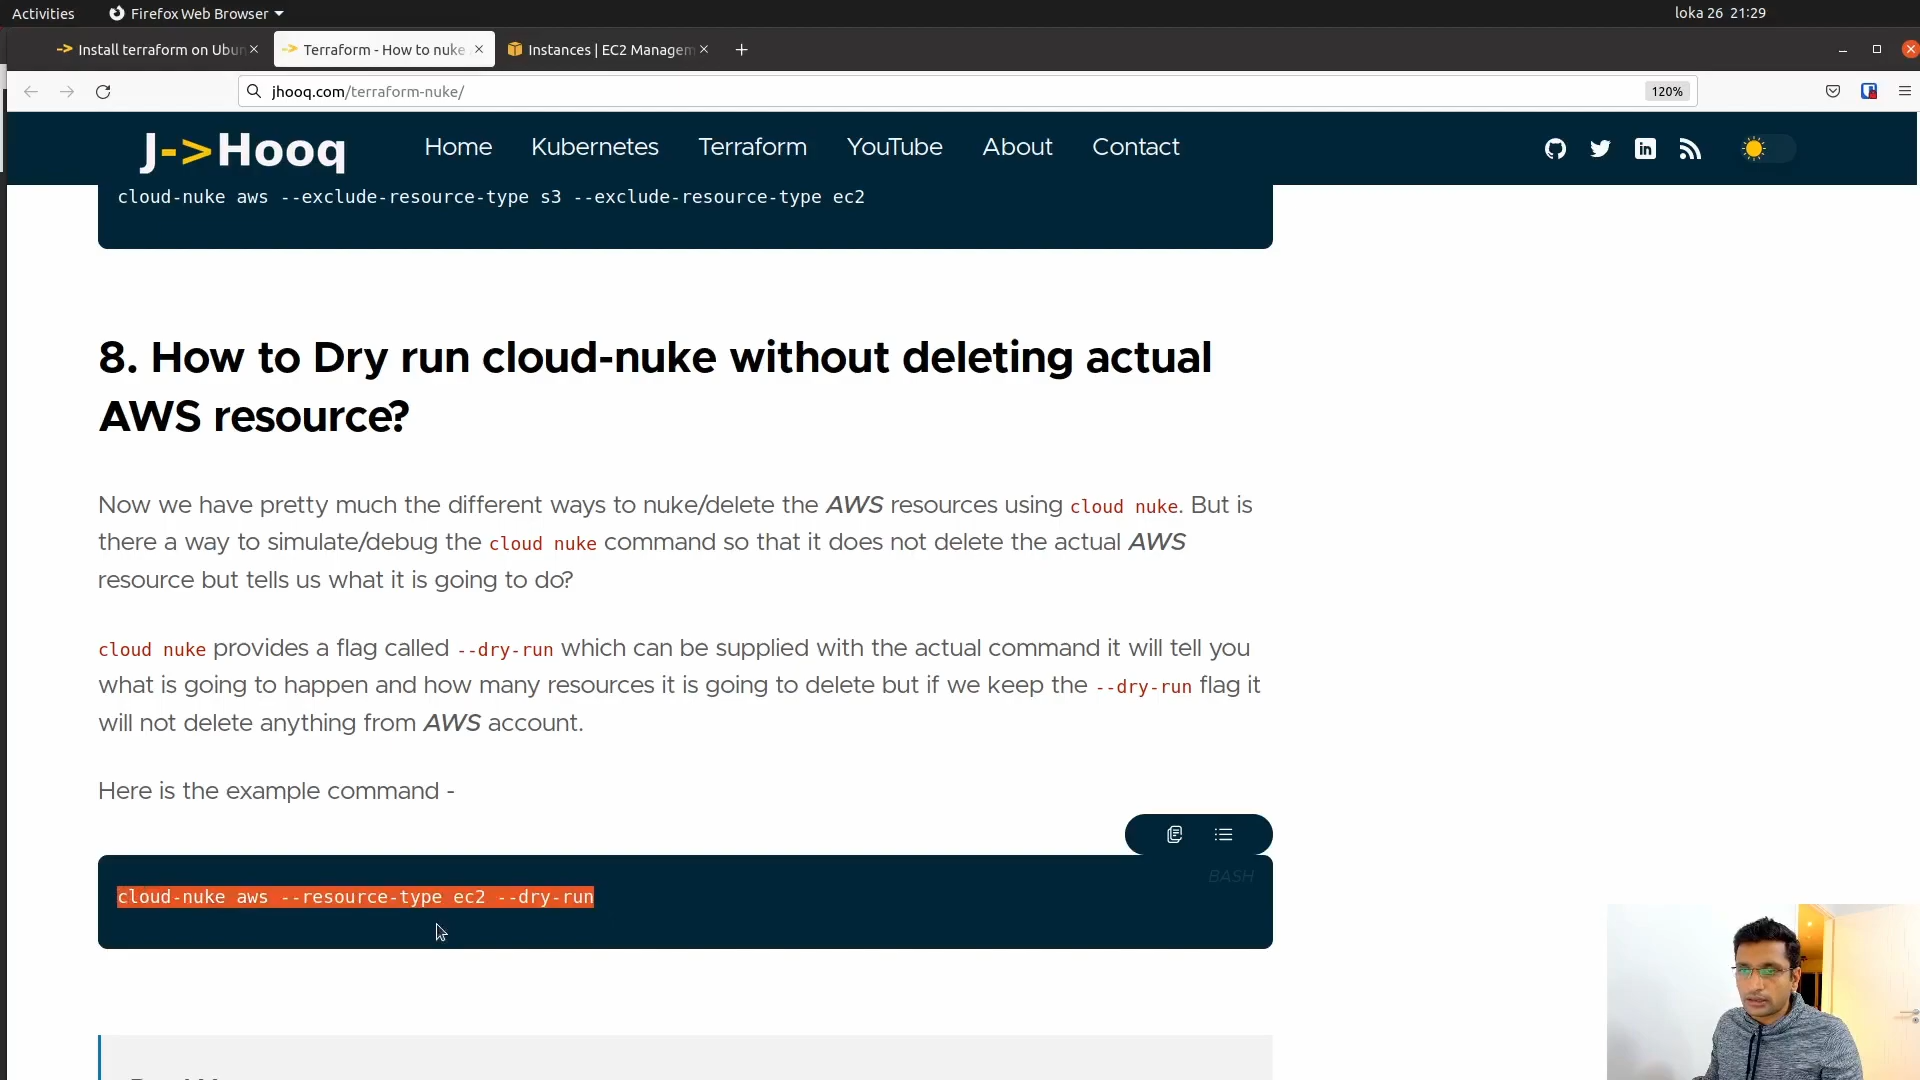 Activities
Firefox Web Browser
loka 26 21:29
Install terraform on Ubun
Terraform - How to nuke
Instances | EC2 Managem
jhooq.com/terraform-nuke/
120%
J->Hooq
Home
Kubernetes
Terraform
YouTube
About
Contact
cloud-nuke aws --exclude-resource-type s3 --exclude-resource-type ec2
8. How to Dry run cloud-nuke without deleting actual
AWS resource?
Now we have pretty much the different ways to nuke/delete the AWS resources using cloud nuke. But is
there a way to simulate/debug the cloud nuke command so that it does not delete the actual AWS
resource but tells us what it is going to do?
cloud nuke provides a flag called --dry-run which can be supplied with the actual command it will tell you
what is going to happen and how many resources it is going to delete but if we keep the --dry-run flag it
will not delete anything from AWS account.
Here is the example command -
BASH
cloud-nuke aws --resource-type ec2 --dry-run